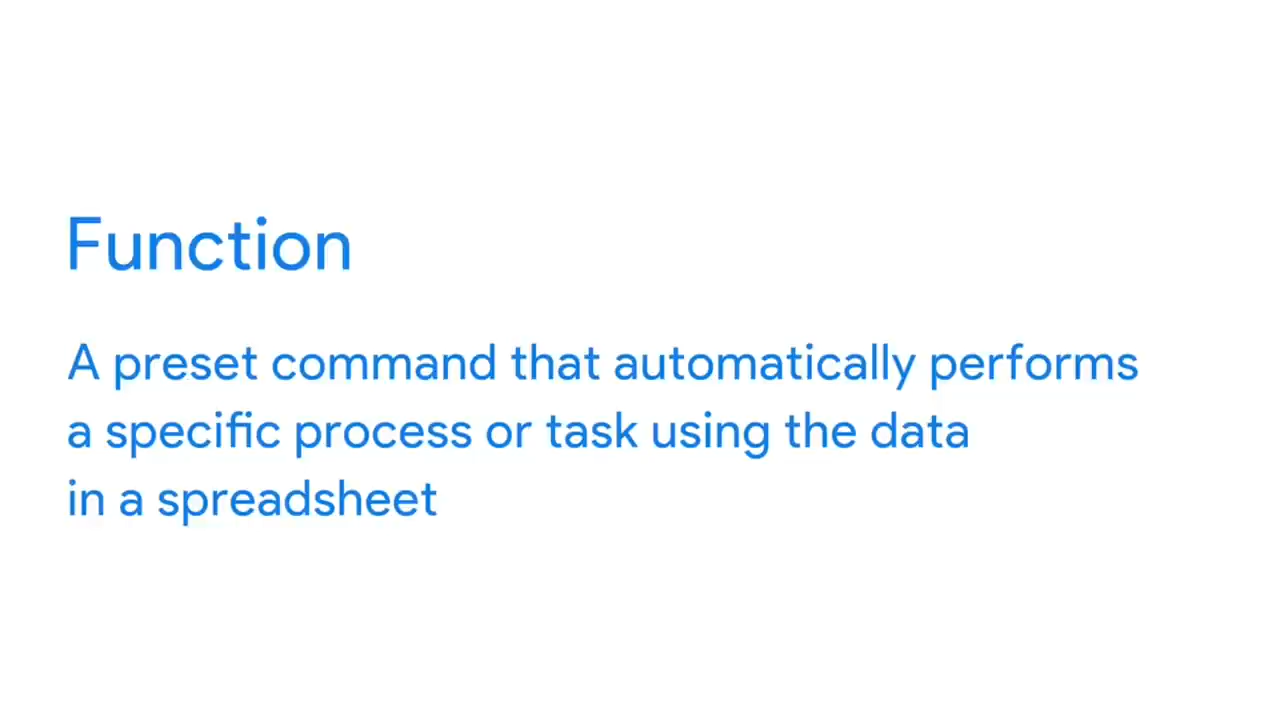 Function
A preset command that automatically performs
a specific process or task using the data
in a spreadsheet